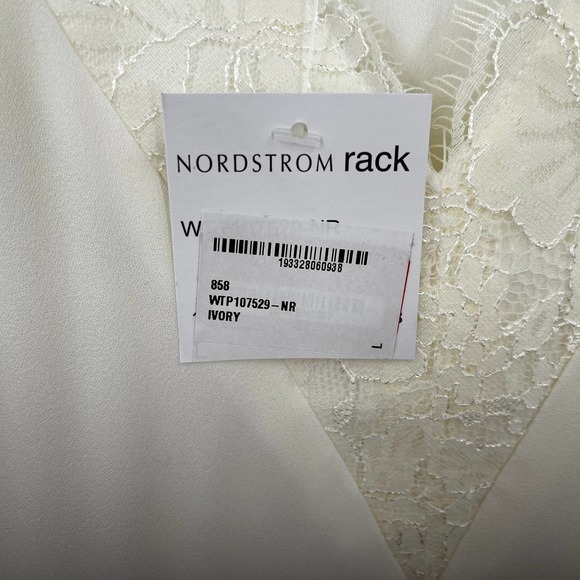 NORDSTROM rack
193328060938
858
WTP107529-NR
IVORY
L